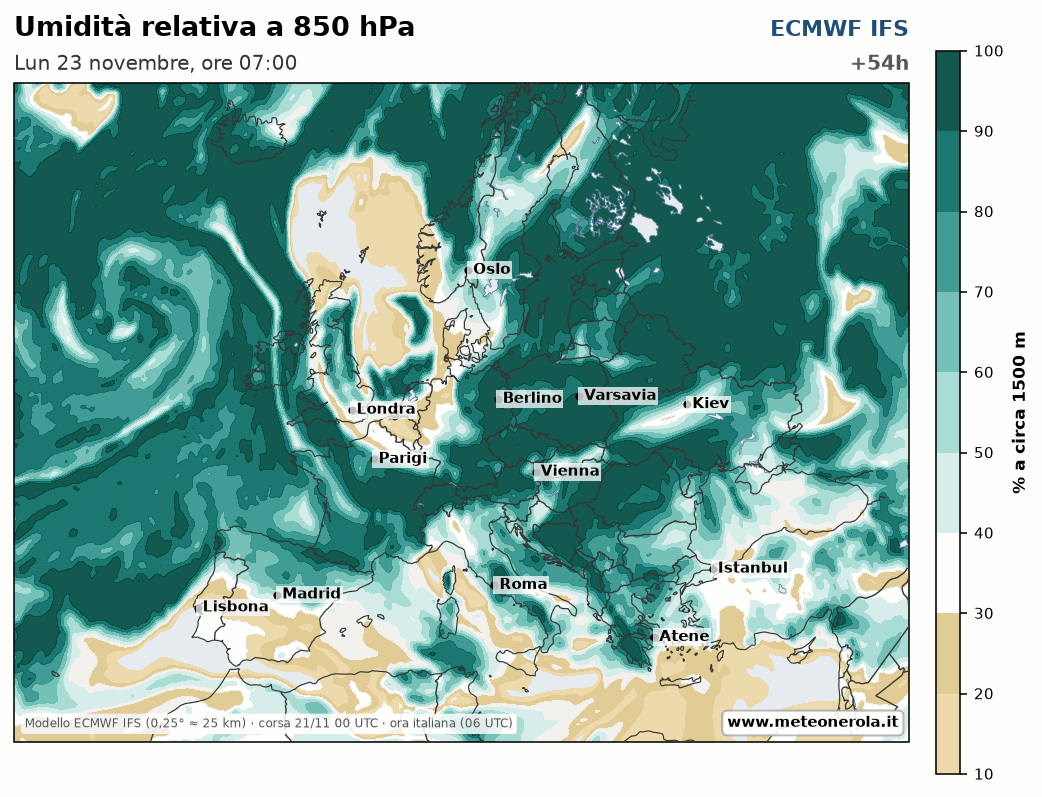 Umidità relativa a 850 hPa
ECMWF IFS
Lun 23 novembre, ore 07:00
+54h
100
90
80
70
60
50
40
30
20
10
% a circa 1500 m
Oslo
Berlino
Varsavia
Kiev
Londra
Parigi
Vienna
Istanbul
Roma
Madrid
Lisbona
Atene
Modello ECMWF IFS (0,25° ≈ 25 km) · corsa 21/11 00 UTC · ora italiana (06 UTC)
www.meteonerola.it